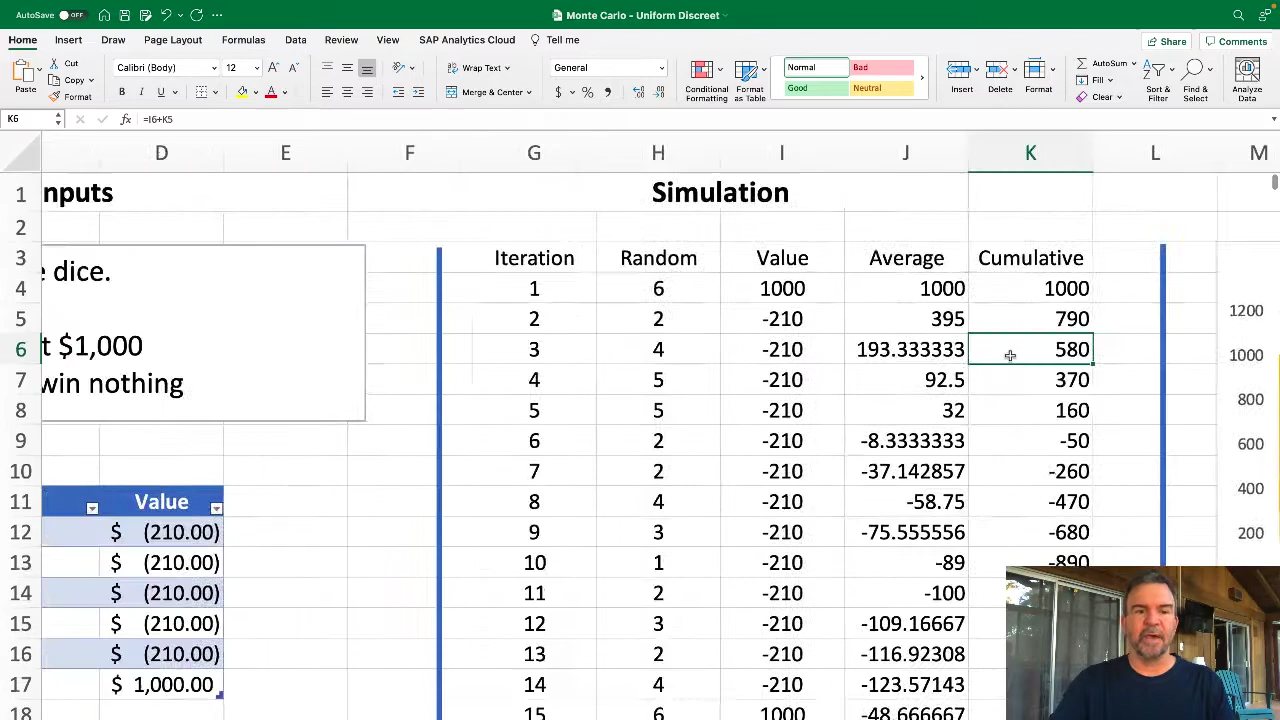 AutoSave OFF Monte Carlo - Uniform Discreet
Home Insert Draw Page Layout Formulas Data Review View SAP Analytics Cloud Tell me Share Comments
Paste Cut Copy Format Calibri (Body) 12 A A B I U A Wrap Text Merge & Center General $ % Conditional Formatting Format as Table Normal Bad Good Neutral Insert Delete Format AutoSum Fill Clear Sort & Filter Find & Select Analyze Data
K6 fx =I6+K5
D E F G H I J K L M
1 nputs Simulation
2
3 e dice. Iteration Random Value Average Cumulative
4 1 6 1000 1000 1000
5 2 2 -210 395 790 1200
6 t $1,000 3 4 -210 193.333333 580 1000
7 win nothing 4 5 -210 92.5 370
8 5 5 -210 32 160 800
9 6 2 -210 -8.3333333 -50 600
10 7 2 -210 -37.142857 -260
11 Value 8 4 -210 -58.75 -470 400
12 $ (210.00) 9 3 -210 -75.555556 -680 200
13 $ (210.00) 10 1 -210 -89 -890
14 $ (210.00) 11 2 -210 -100
15 $ (210.00) 12 3 -210 -109.16667
16 $ (210.00) 13 2 -210 -116.92308
17 $ 1,000.00 14 4 -210 -123.57143
18 15 6 1000 -48.666667